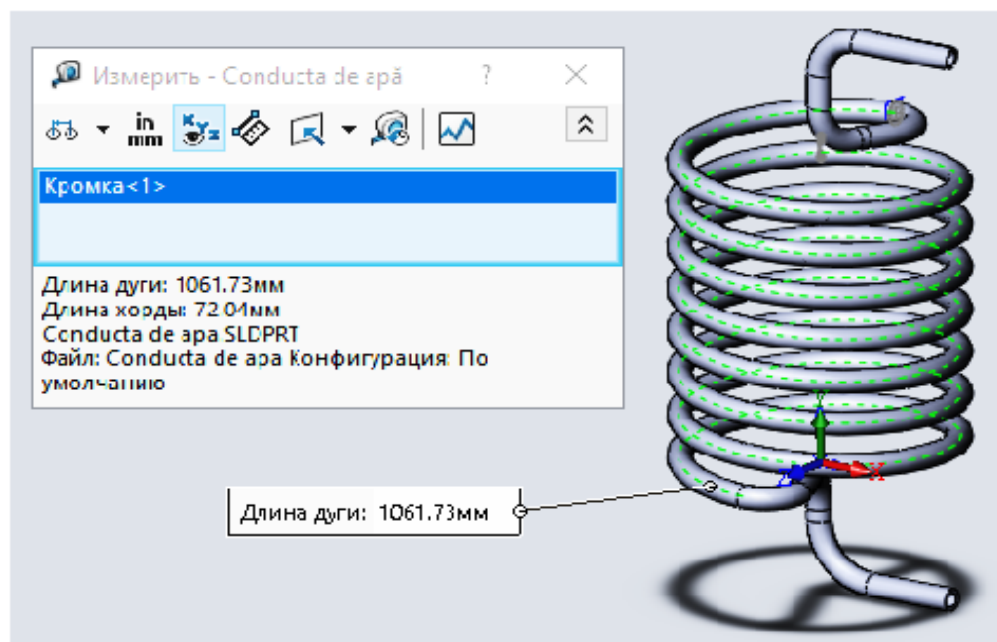 Измерить - Conducta de apă ?
in
mm
Кромка<1>
Длина дуги: 1061.73мм
Длина хорды: 72.04мм
Conducta de apa SLDPRT
Файл: Conducta de apa Конфигурация: По
умолчанию
Длина дуги: 1061.73мм
Y
X
Z